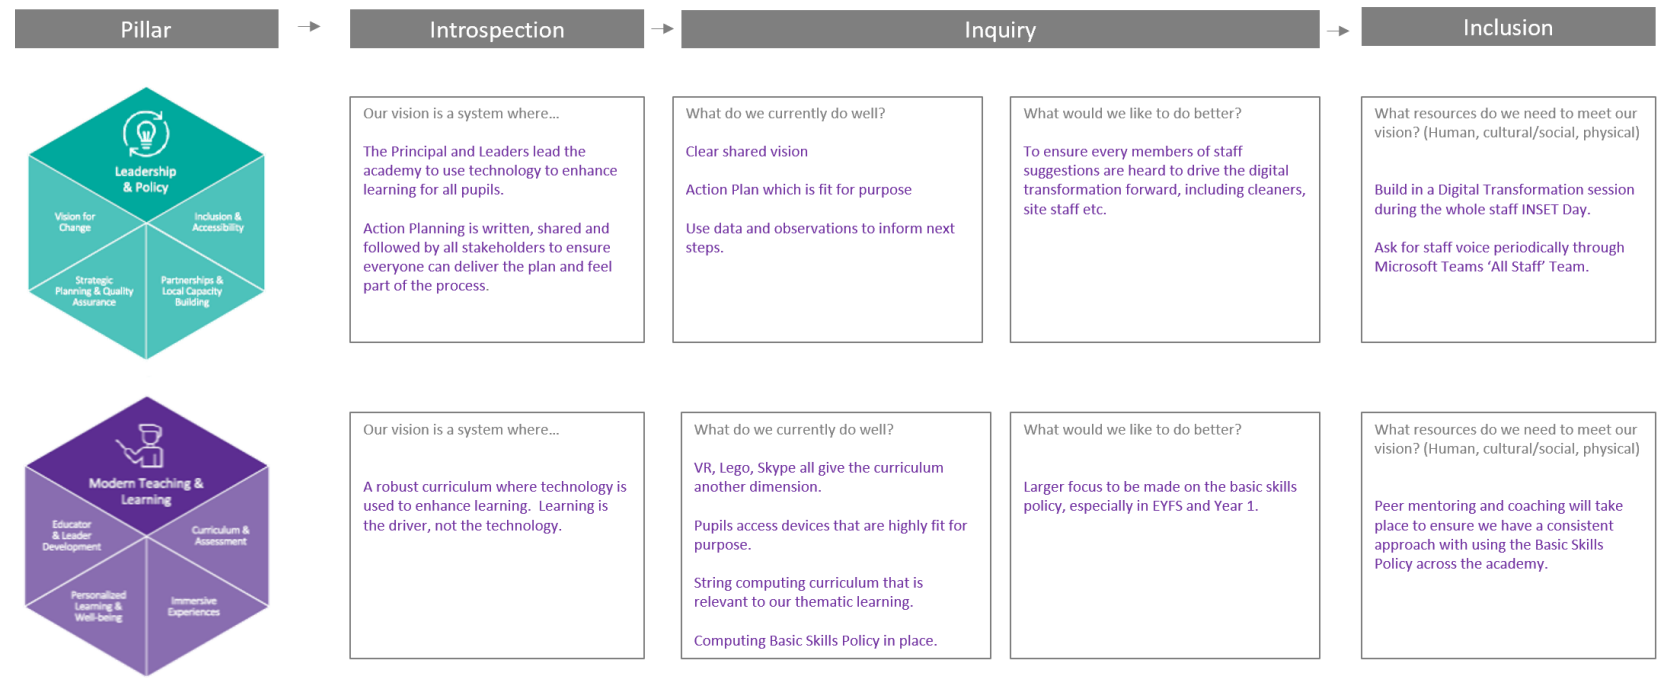 Pillar
Introspection
Inquiry
Inclusion
Leadership
& Policy
Vision for
Change
Inclusion &
Accessibility
Strategic
Planning & Quality
Assurance
Partnerships &
Local Capacity
Building
Our vision is a system where...
The Principal and Leaders lead the
academy to use technology to enhance
learning for all pupils.
Action Planning is written, shared and
followed by all stakeholders to ensure
everyone can deliver the plan and feel
part of the process.
What do we currently do well?
Clear shared vision
Action Plan which is fit for purpose
Use data and observations to inform next
steps.
What would we like to do better?
To ensure every members of staff
suggestions are heard to drive the digital
transformation forward, including cleaners,
site staff etc.
What resources do we need to meet our
vision? (Human, cultural/social, physical)
Build in a Digital Transformation session
during the whole staff INSET Day.
Ask for staff voice periodically through
Microsoft Teams ‘All Staff’ Team.
Modern Teaching &
Learning
Educator
& Leader
Development
Curriculum &
Assessment
Personalized
Learning &
Well-being
Immersive
Experiences
Our vision is a system where...
A robust curriculum where technology is
used to enhance learning.  Learning is
the driver, not the technology.
What do we currently do well?
VR, Lego, Skype all give the curriculum
another dimension.
Pupils access devices that are highly fit for
purpose.
String computing curriculum that is
relevant to our thematic learning.
Computing Basic Skills Policy in place.
What would we like to do better?
Larger focus to be made on the basic skills
policy, especially in EYFS and Year 1.
What resources do we need to meet our
vision? (Human, cultural/social, physical)
Peer mentoring and coaching will take
place to ensure we have a consistent
approach with using the Basic Skills
Policy across the academy.